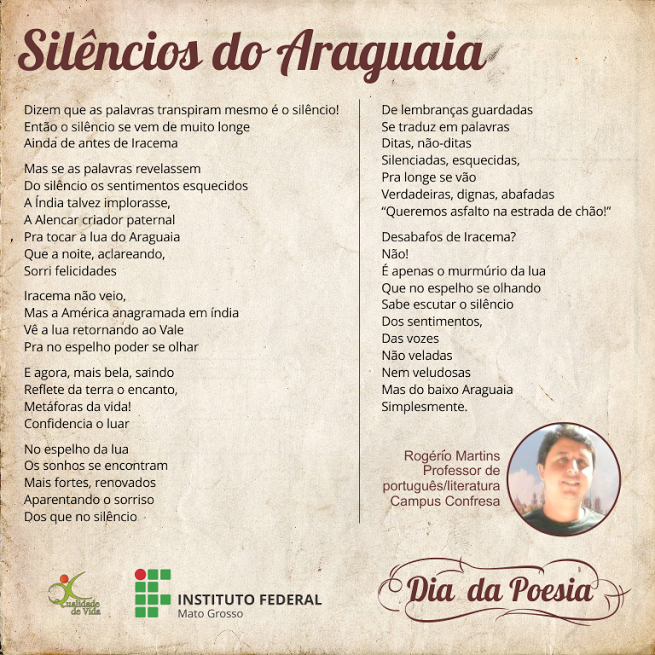 Silêncios do Araguaia
Dizem que as palavras transpiram mesmo é o silêncio!
Então o silêncio se vem de muito longe
Ainda de antes de Iracema
Mas se as palavras revelassem
Do silêncio os sentimentos esquecidos
A Índia talvez implorasse,
A Alencar criador paternal
Pra tocar a lua do Araguaia
Que a noite, aclareando,
Sorri felicidades
Iracema não veio,
Mas a América anagramada em índia
Vê a lua retornando ao Vale
Pra no espelho poder se olhar
E agora, mais bela, saindo
Reflete da terra o encanto,
Metáforas da vida!
Confidencia o luar
No espelho da lua
Os sonhos se encontram
Mais fortes, renovados
Aparentando o sorriso
Dos que no silêncio
De lembranças guardadas
Se traduz em palavras
Ditas, não-ditas
Silenciadas, esquecidas,
Pra longe se vão
Verdadeiras, dignas, abafadas
“Queremos asfalto na estrada de chão!”
Desabafos de Iracema?
Não!
É apenas o murmúrio da lua
Que no espelho se olhando
Sabe escutar o silêncio
Dos sentimentos,
Das vozes
Não veladas
Nem veludosas
Mas do baixo Araguaia
Simplesmente.
Rogérío Martins
Professor de
português/literatura
Campus Confresa
Qualidade
de Vida
INSTITUTO FEDERAL
Mato Grosso
Dia da Poesia